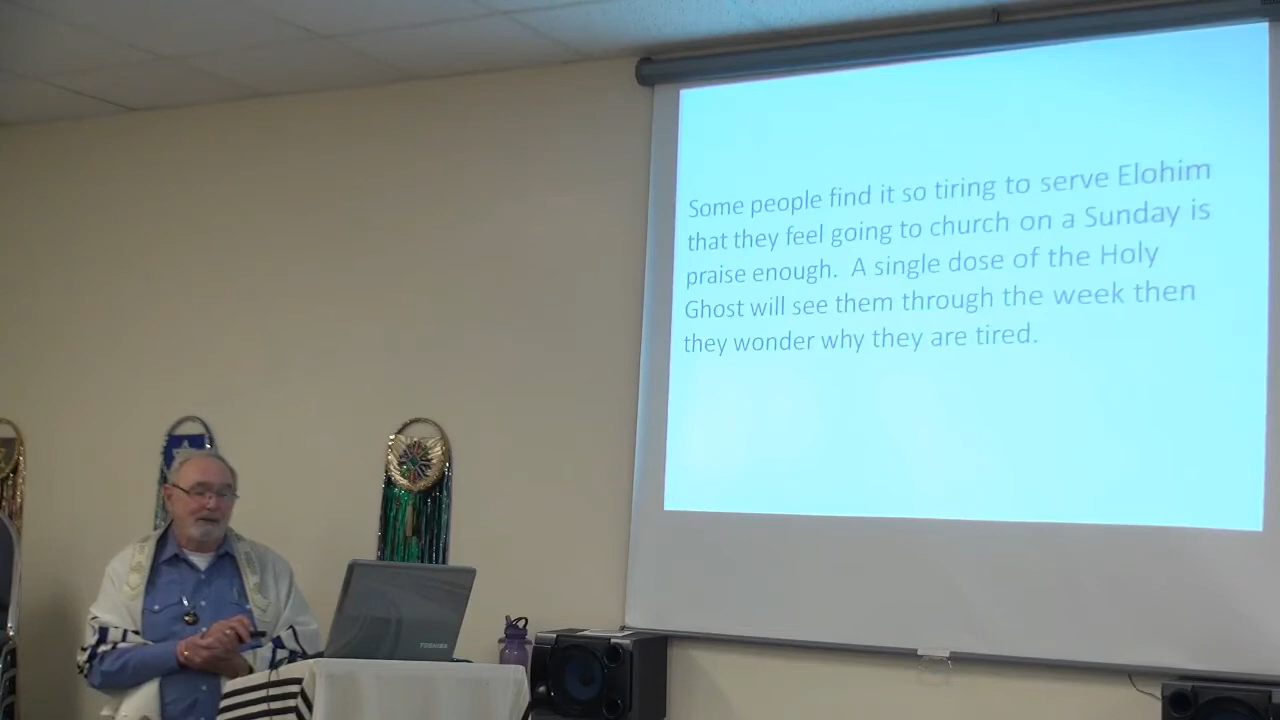 Some people find it so tiring to serve Elohim
that they feel going to church on a Sunday is
praise enough.  A single dose of the Holy
Ghost will see them through the week then
they wonder why they are tired.
TOSHIBA